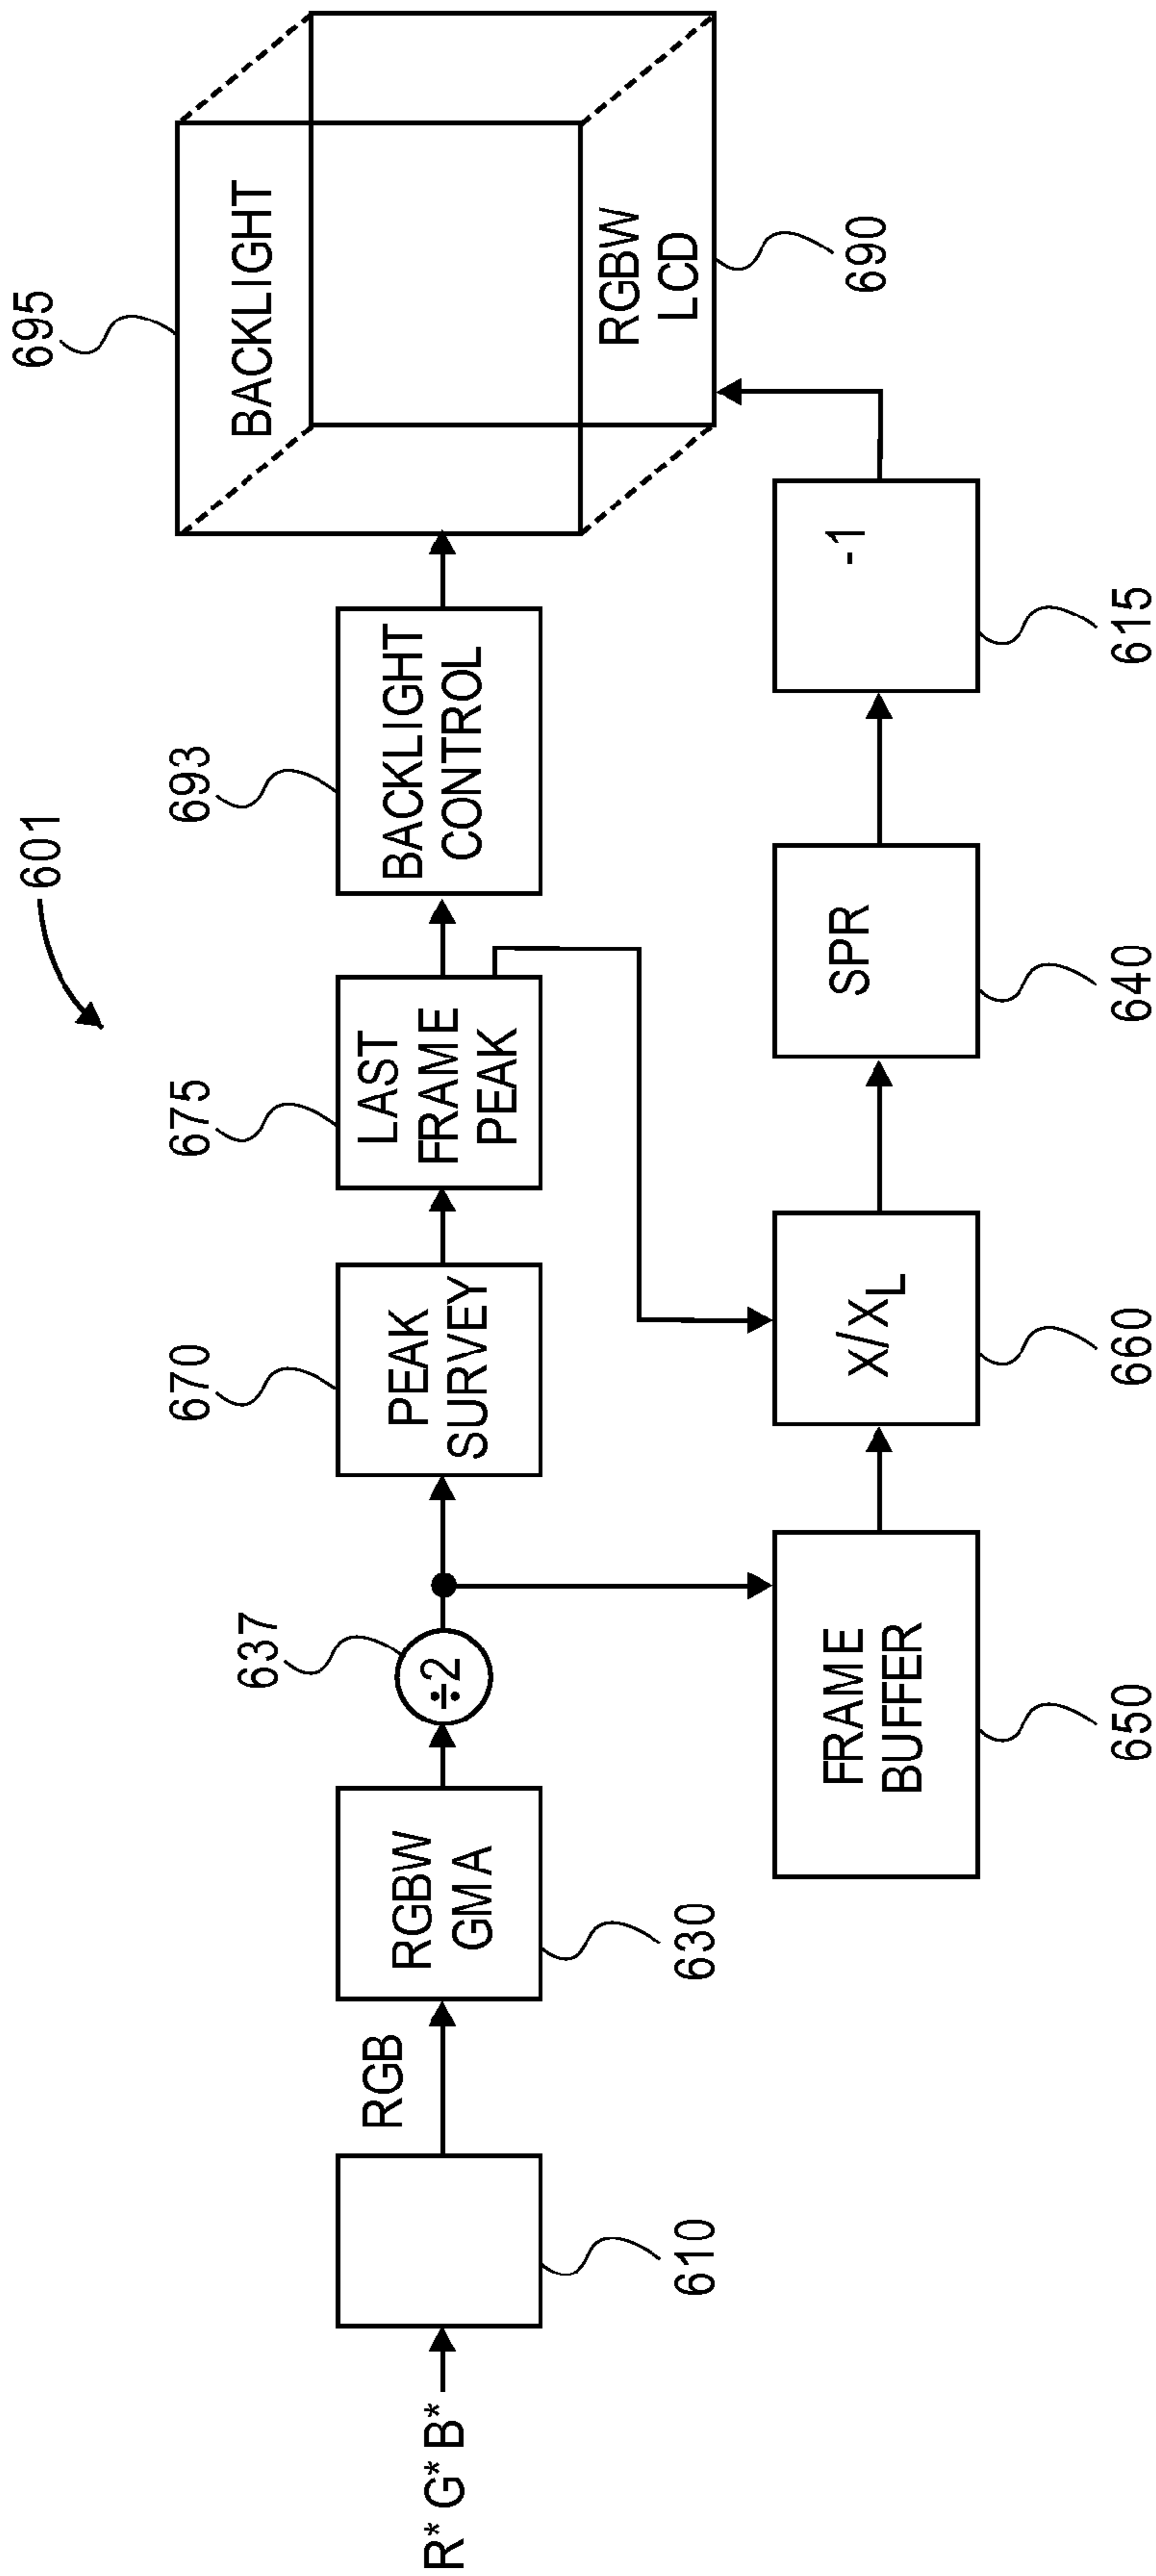 601
R* G* B*
610
RGB
RGBW
GMA
630
÷2
637
PEAK
SURVEY
670
LAST
FRAME
PEAK
675
BACKLIGHT
CONTROL
693
BACKLIGHT
695
RGBW
LCD
690
FRAME
BUFFER
650
X/XL
660
SPR
640
-1
615